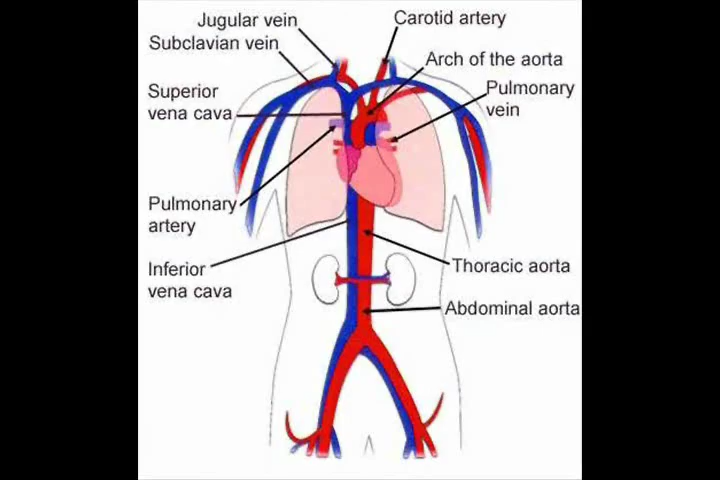 Jugular vein
Subclavian vein
Superior
vena cava
Pulmonary
artery
Inferior
vena cava
Carotid artery
Arch of the aorta
Pulmonary
vein
Thoracic aorta
Abdominal aorta